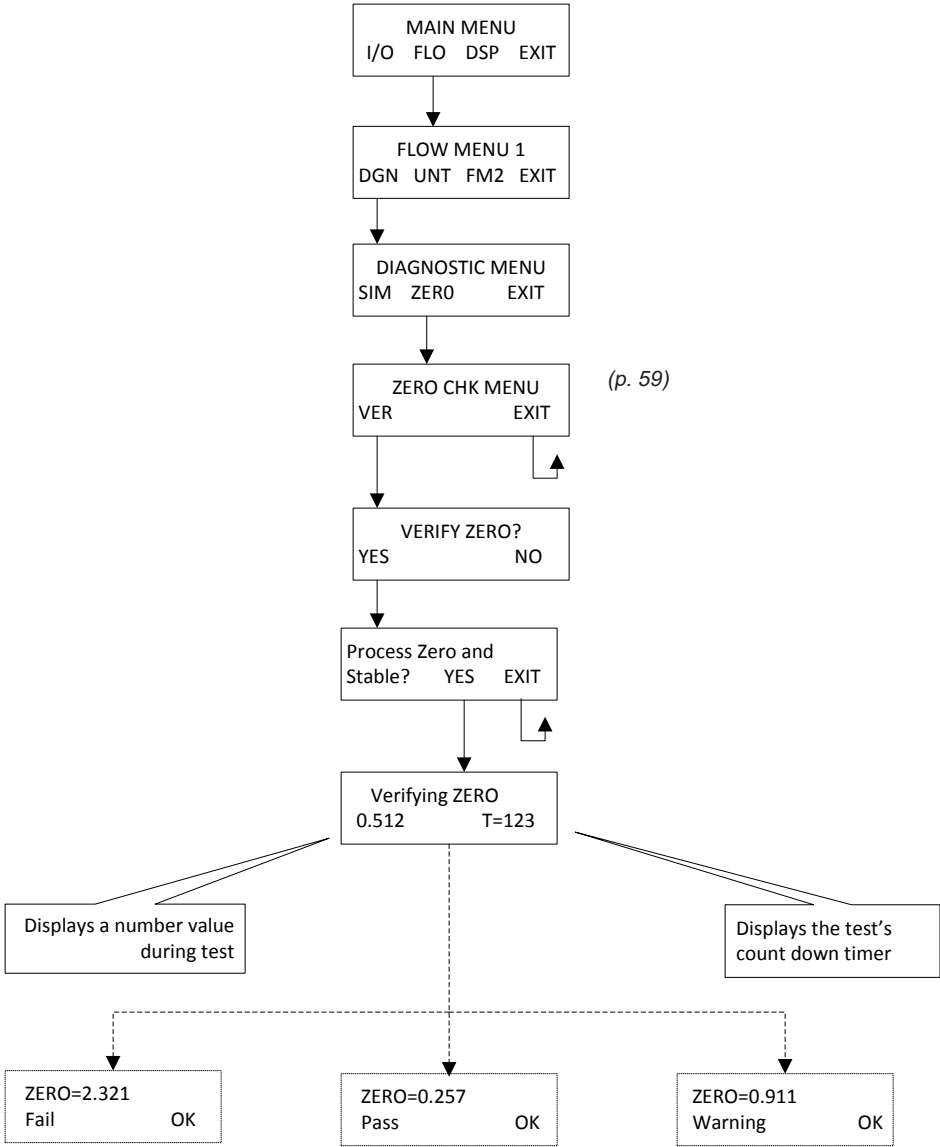 MAIN MENU
I/O FLO DSP EXIT
FLOW MENU 1
DGN UNT FM2 EXIT
DIAGNOSTIC MENU
SIM ZER0 EXIT
ZERO CHK MENU
VER EXIT
(p. 59)
VERIFY ZERO?
YES NO
Process Zero and
Stable? YES EXIT
Verifying ZERO
0.512 T=123
Displays a number value
during test
Displays the test's
count down timer
ZERO=2.321
Fail OK
ZERO=0.257
Pass OK
ZERO=0.911
Warning OK